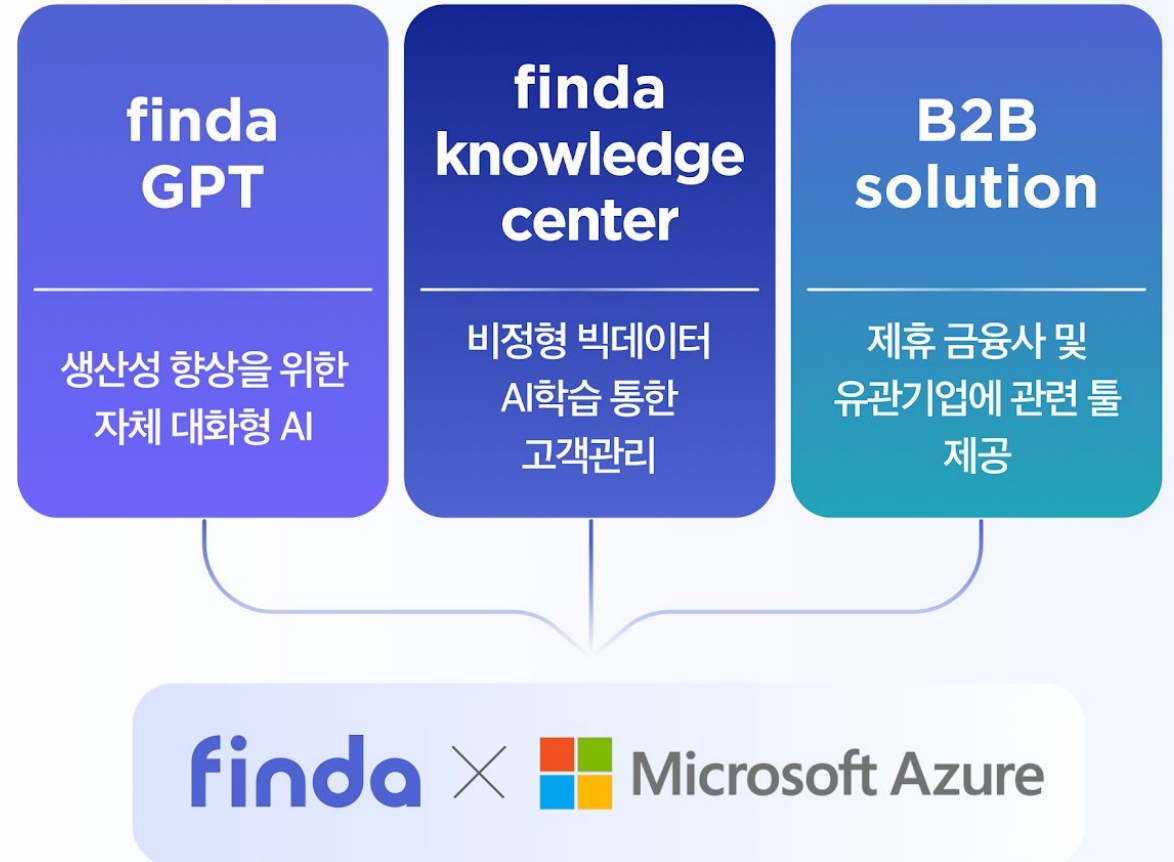 finda
GPT
생산성 향상을 위한
자체 대화형 AI
finda
knowledge
center
비정형 빅데이터
AI학습 통한
고객관리
B2B
solution
제휴 금융사 및
유관기업에 관련 툴
제공
finda × Microsoft Azure